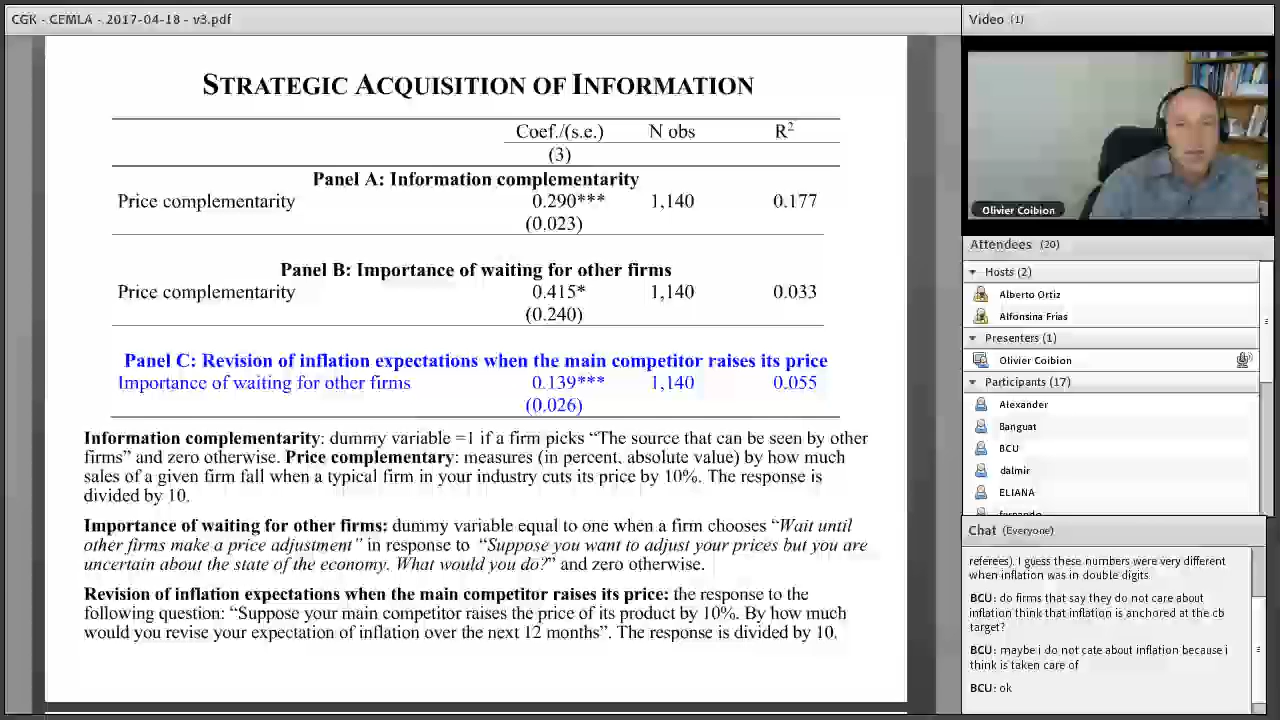 CGK - CEMLA - 2017-04-18 - v3.pdf
STRATEGIC ACQUISITION OF INFORMATION
Coef./(s.e.) N obs R²
(3)
Panel A: Information complementarity
Price complementarity 0.290*** 1,140 0.177
(0.023)
Panel B: Importance of waiting for other firms
Price complementarity 0.415* 1,140 0.033
(0.240)
Panel C: Revision of inflation expectations when the main competitor raises its price
Importance of waiting for other firms 0.139*** 1,140 0.055
(0.026)
Information complementarity: dummy variable =1 if a firm picks “The source that can be seen by other
firms” and zero otherwise. Price complementary: measures (in percent, absolute value) by how much
sales of a given firm fall when a typical firm in your industry cuts its price by 10%. The response is
divided by 10.
Importance of waiting for other firms: dummy variable equal to one when a firm chooses “Wait until
other firms make a price adjustment” in response to “Suppose you want to adjust your prices but you are
uncertain about the state of the economy. What would you do?” and zero otherwise.
Revision of inflation expectations when the main competitor raises its price: the response to the
following question: “Suppose your main competitor raises the price of its product by 10%. By how much
would you revise your expectation of inflation over the next 12 months”. The response is divided by 10.
Video (1)
Olivier Coibion
Attendees (20)
Hosts (2)
Alberto Ortiz
Alfonsina Frias
Presenters (1)
Olivier Coibion
Participants (17)
Alexander
Banguat
BCU
dalmir
ELIANA
Chat (Everyone)
referees). I guess these numbers were very different
when inflation was in double digits
BCU: do firms that say they do not care about
inflation think that inflation is anchored at the cb
target?
BCU: maybe i do not cate about inflation because i
think is taken care of
BCU: ok